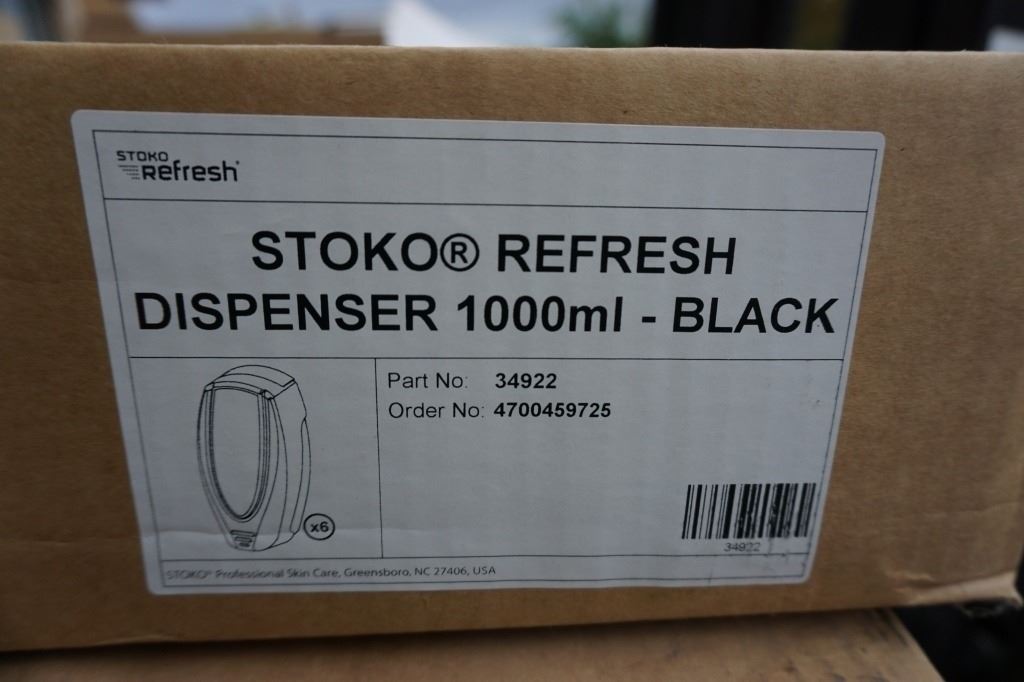 STOKO
Refresh®
STOKO® REFRESH
DISPENSER 1000ml - BLACK
Part No: 34922
Order No: 4700459725
x6
34922
STOKO® Professional Skin Care, Greensboro, NC 27406, USA